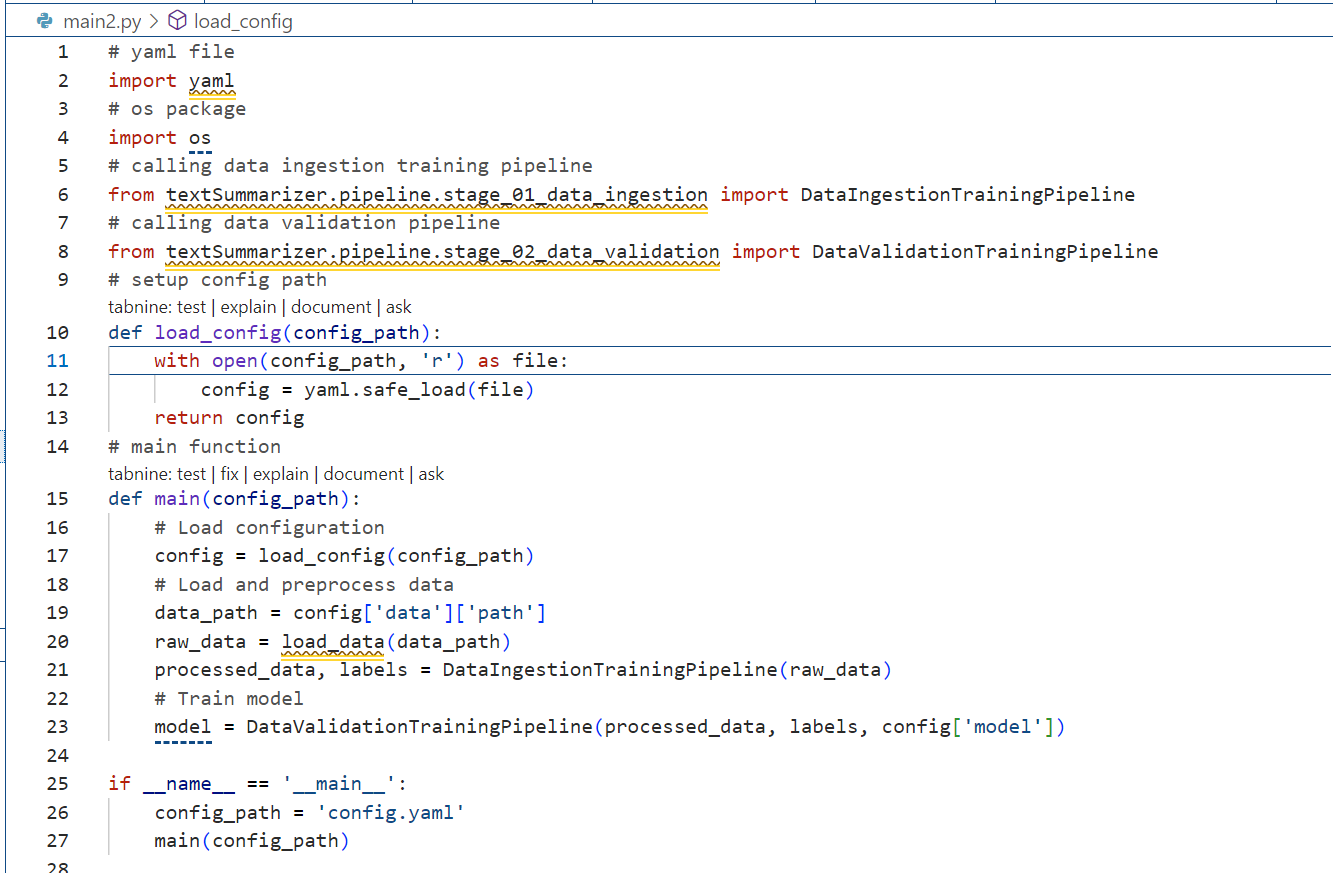 main2.py > load_config
1 # yaml file
2 import yaml
3 # os package
4 import os
5 # calling data ingestion training pipeline
6 from textSummarizer.pipeline.stage_01_data_ingestion import DataIngestionTrainingPipeline
7 # calling data validation pipeline
8 from textSummarizer.pipeline.stage_02_data_validation import DataValidationTrainingPipeline
9 # setup config path
tabnine: test | explain | document | ask
10 def load_config(config_path):
11     with open(config_path, 'r') as file:
12         config = yaml.safe_load(file)
13     return config
14 # main function
tabnine: test | fix | explain | document | ask
15 def main(config_path):
16     # Load configuration
17     config = load_config(config_path)
18     # Load and preprocess data
19     data_path = config['data']['path']
20     raw_data = load_data(data_path)
21     processed_data, labels = DataIngestionTrainingPipeline(raw_data)
22     # Train model
23     model = DataValidationTrainingPipeline(processed_data, labels, config['model'])
24
25 if __name__ == '__main__':
26     config_path = 'config.yaml'
27     main(config_path)
28